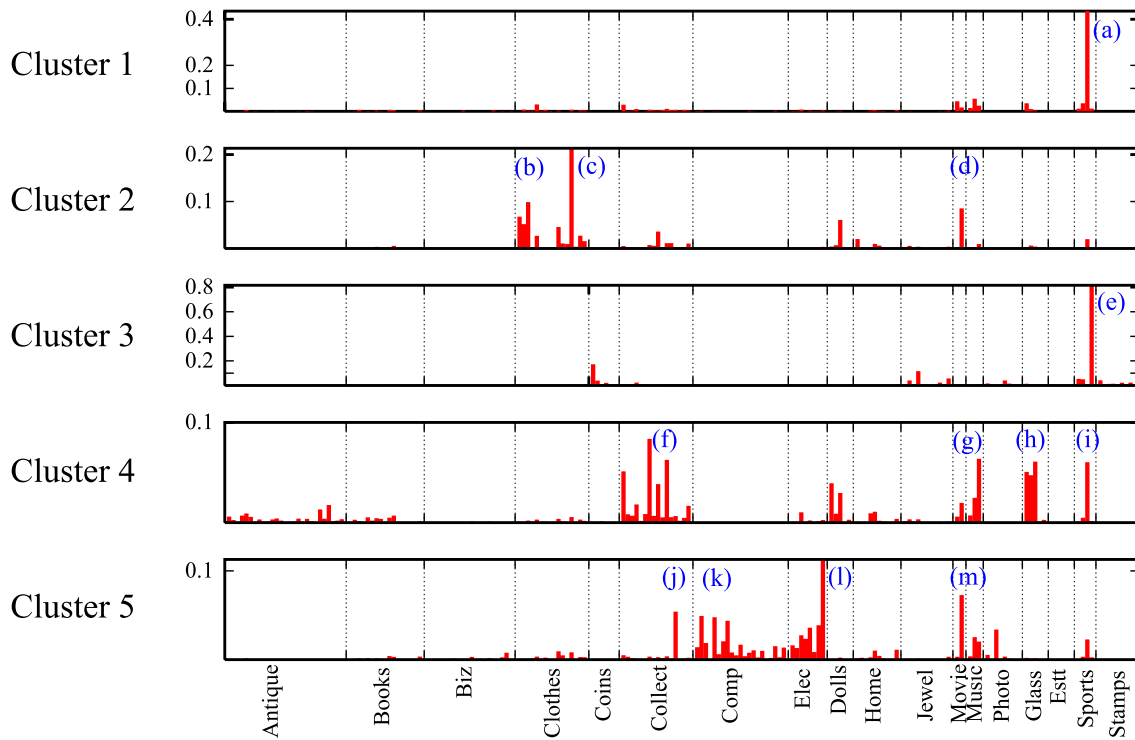 0.4
(a)
Cluster 1
0.2
0.1
0.2
(b)
(c)
(d)
Cluster 2
0.1
0.8
(e)
0.6
Cluster 3
0.4
0.2
0.1
(f)
(g)
(h)
(i)
Cluster 4
0.1
(j)
(k)
(l)
(m)
Cluster 5
Antique
Books
Biz
Clothes
Coins
Collect
Comp
Elec
Dolls
Home
Jewel
Movie
Music
Photo
Glass
Estt
Sports
Stamps